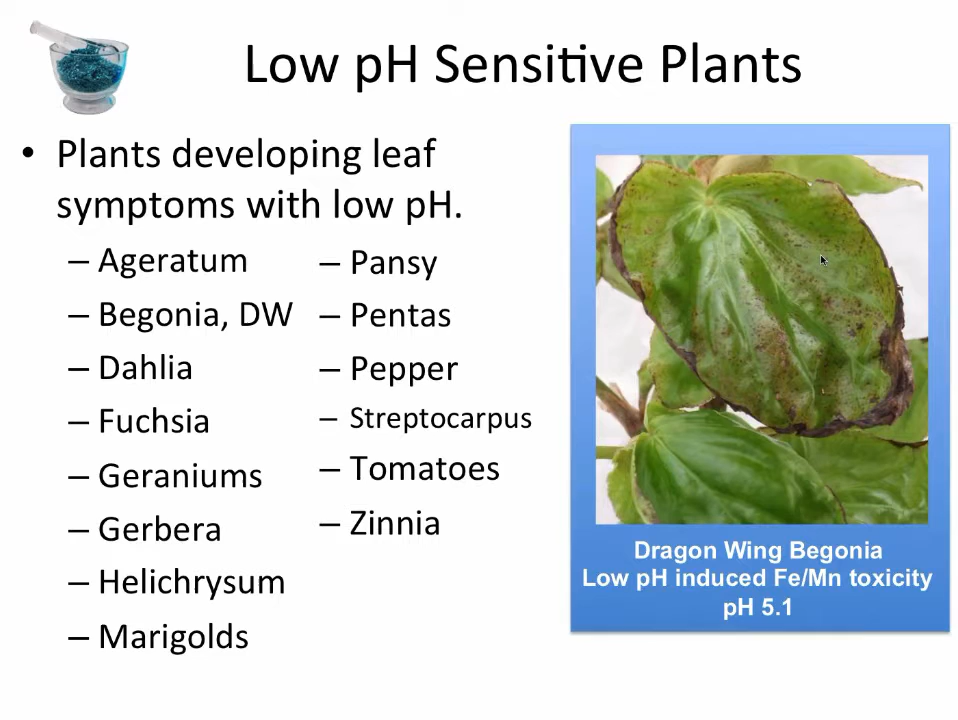 Low pH Sensitive Plants
• Plants developing leaf
symptoms with low pH.
– Ageratum
– Begonia, DW
– Dahlia
– Fuchsia
– Geraniums
– Gerbera
– Helichrysum
– Marigolds
– Pansy
– Pentas
– Pepper
– Streptocarpus
– Tomatoes
– Zinnia
Dragon Wing Begonia
Low pH induced Fe/Mn toxicity
pH 5.1